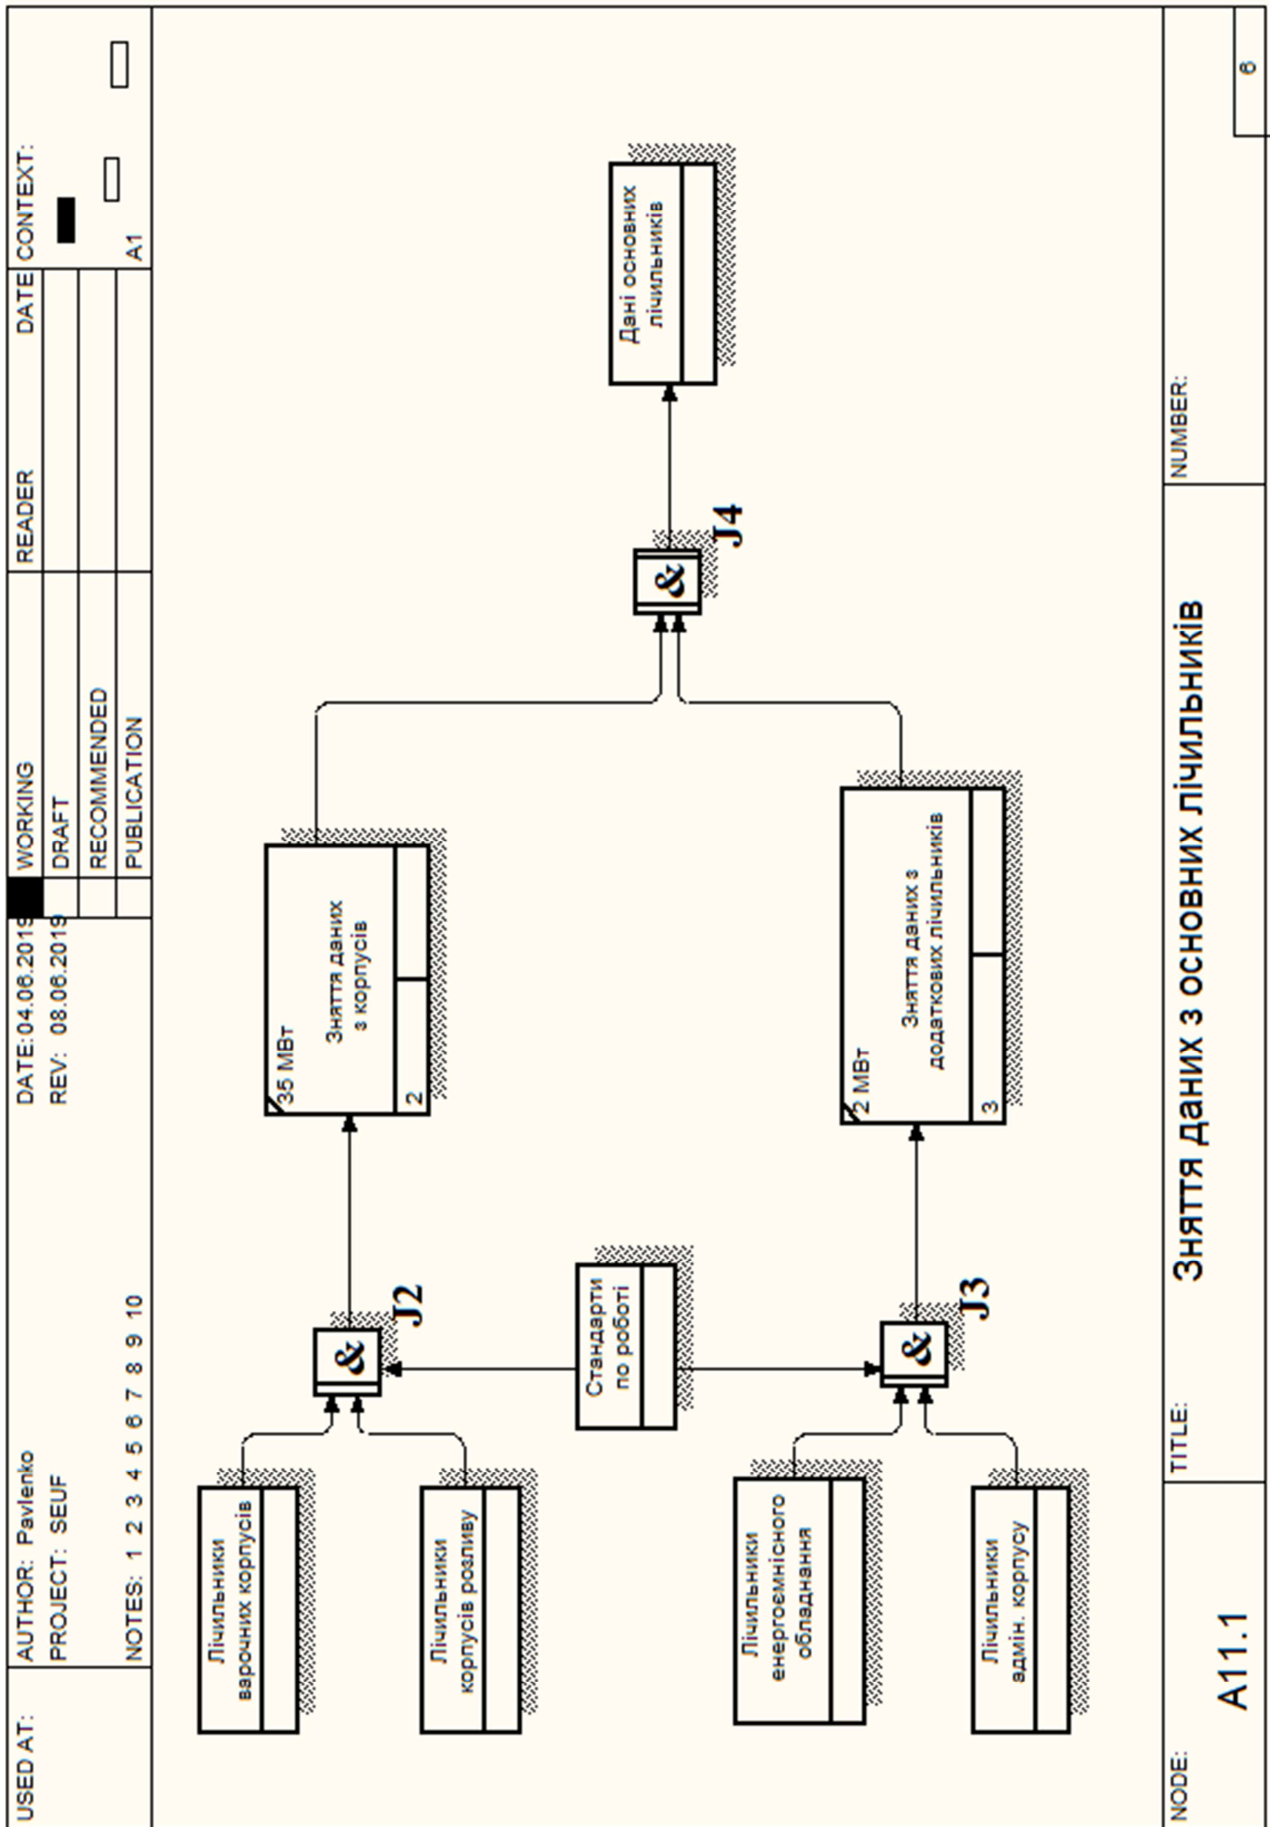 USED AT:
AUTHOR: Pavlenko
DATE:04.06.2019
WORKING
READER
DATE
CONTEXT:
PROJECT: SEUF
REV: 08.06.2019
DRAFT
RECOMMENDED
NOTES: 1 2 3 4 5 6 7 8 9 10
PUBLICATION
A1
Лічильники
варочних корпусів
Лічильники
корпусів розливу
&
J2
35 МВт
Зняття даних
з корпусів
2
Стандарти
по роботі
&
J4
Дані основних
лічильників
Лічильники
енергоємнісного
обладнання
Лічильники
адмін. корпусу
&
J3
2 МВт
Зняття даних з
додаткових лічильників
3
NODE:
A11.1
TITLE:
Зняття даних з основних лічильників
NUMBER:
6